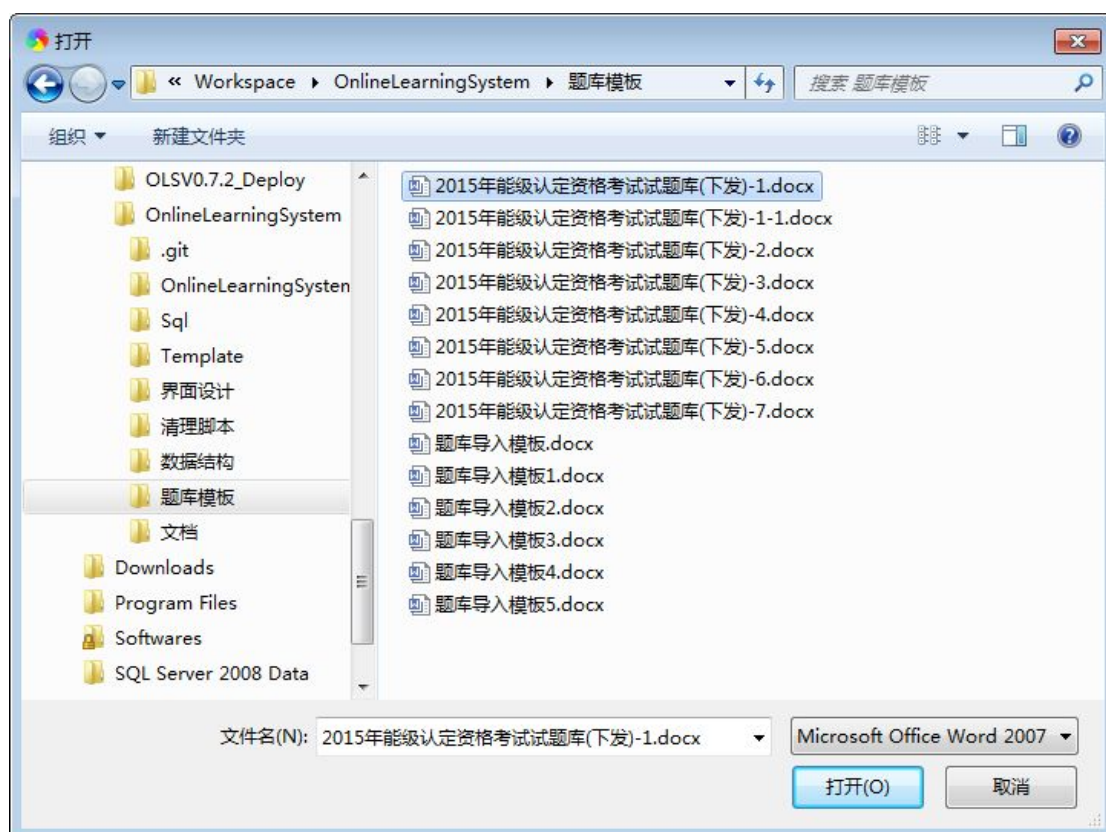 打开
« Workspace ▸ OnlineLearningSystem ▸ 题库模板
搜索 题库模板
组织
新建文件夹
OLSV0.7.2_Deploy
OnlineLearningSystem
.git
OnlineLearningSysten
Sql
Template
界面设计
清理脚本
数据结构
题库模板
文档
Downloads
Program Files
Softwares
SQL Server 2008 Data
2015年能级认定资格考试试题库(下发)-1.docx
2015年能级认定资格考试试题库(下发)-1-1.docx
2015年能级认定资格考试试题库(下发)-2.docx
2015年能级认定资格考试试题库(下发)-3.docx
2015年能级认定资格考试试题库(下发)-4.docx
2015年能级认定资格考试试题库(下发)-5.docx
2015年能级认定资格考试试题库(下发)-6.docx
2015年能级认定资格考试试题库(下发)-7.docx
题库导入模板.docx
题库导入模板1.docx
题库导入模板2.docx
题库导入模板3.docx
题库导入模板4.docx
题库导入模板5.docx
文件名(N): 2015年能级认定资格考试试题库(下发)-1.docx
Microsoft Office Word 2007
打开(O)
取消